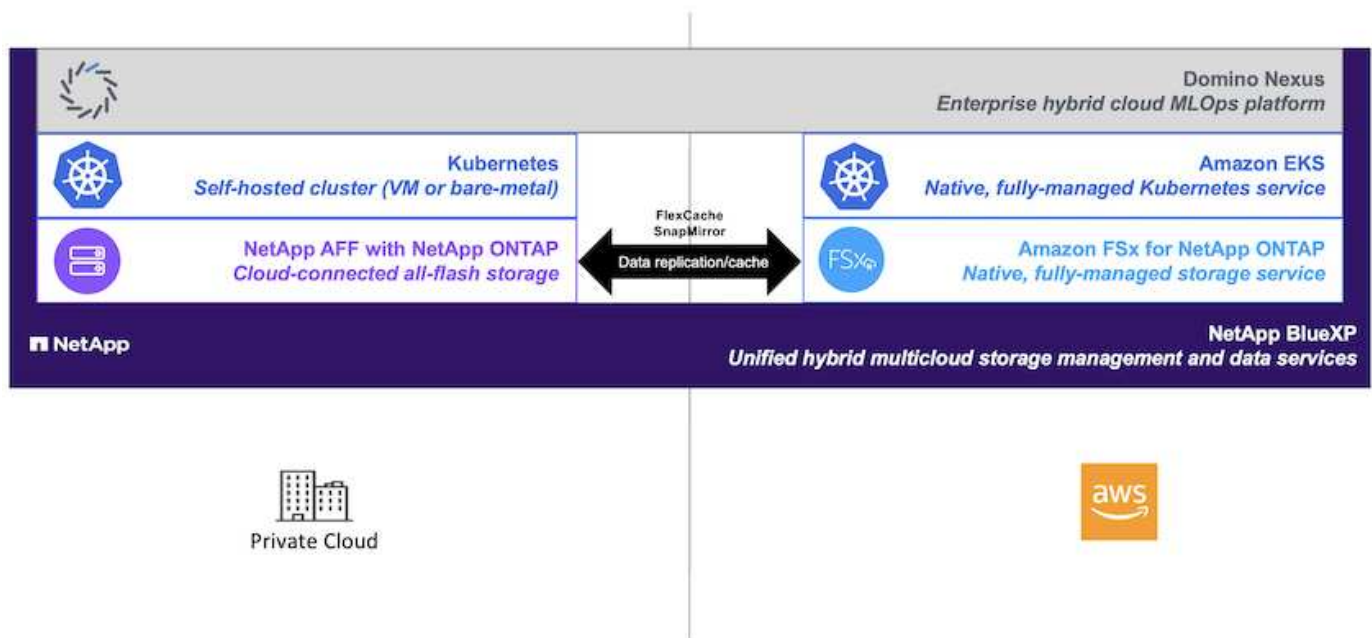 Domino Nexus
Enterprise hybrid cloud MLOps platform
Kubernetes
Self-hosted cluster (VM or bare-metal)
Amazon EKS
Native, fully-managed Kubernetes service
FlexCache
SnapMirror
Data replication/cache
NetApp AFF with NetApp ONTAP
Cloud-connected all-flash storage
FSx
Amazon FSx for NetApp ONTAP
Native, fully-managed storage service
NetApp
NetApp BlueXP
Unified hybrid multicloud storage management and data services
Private Cloud
aws